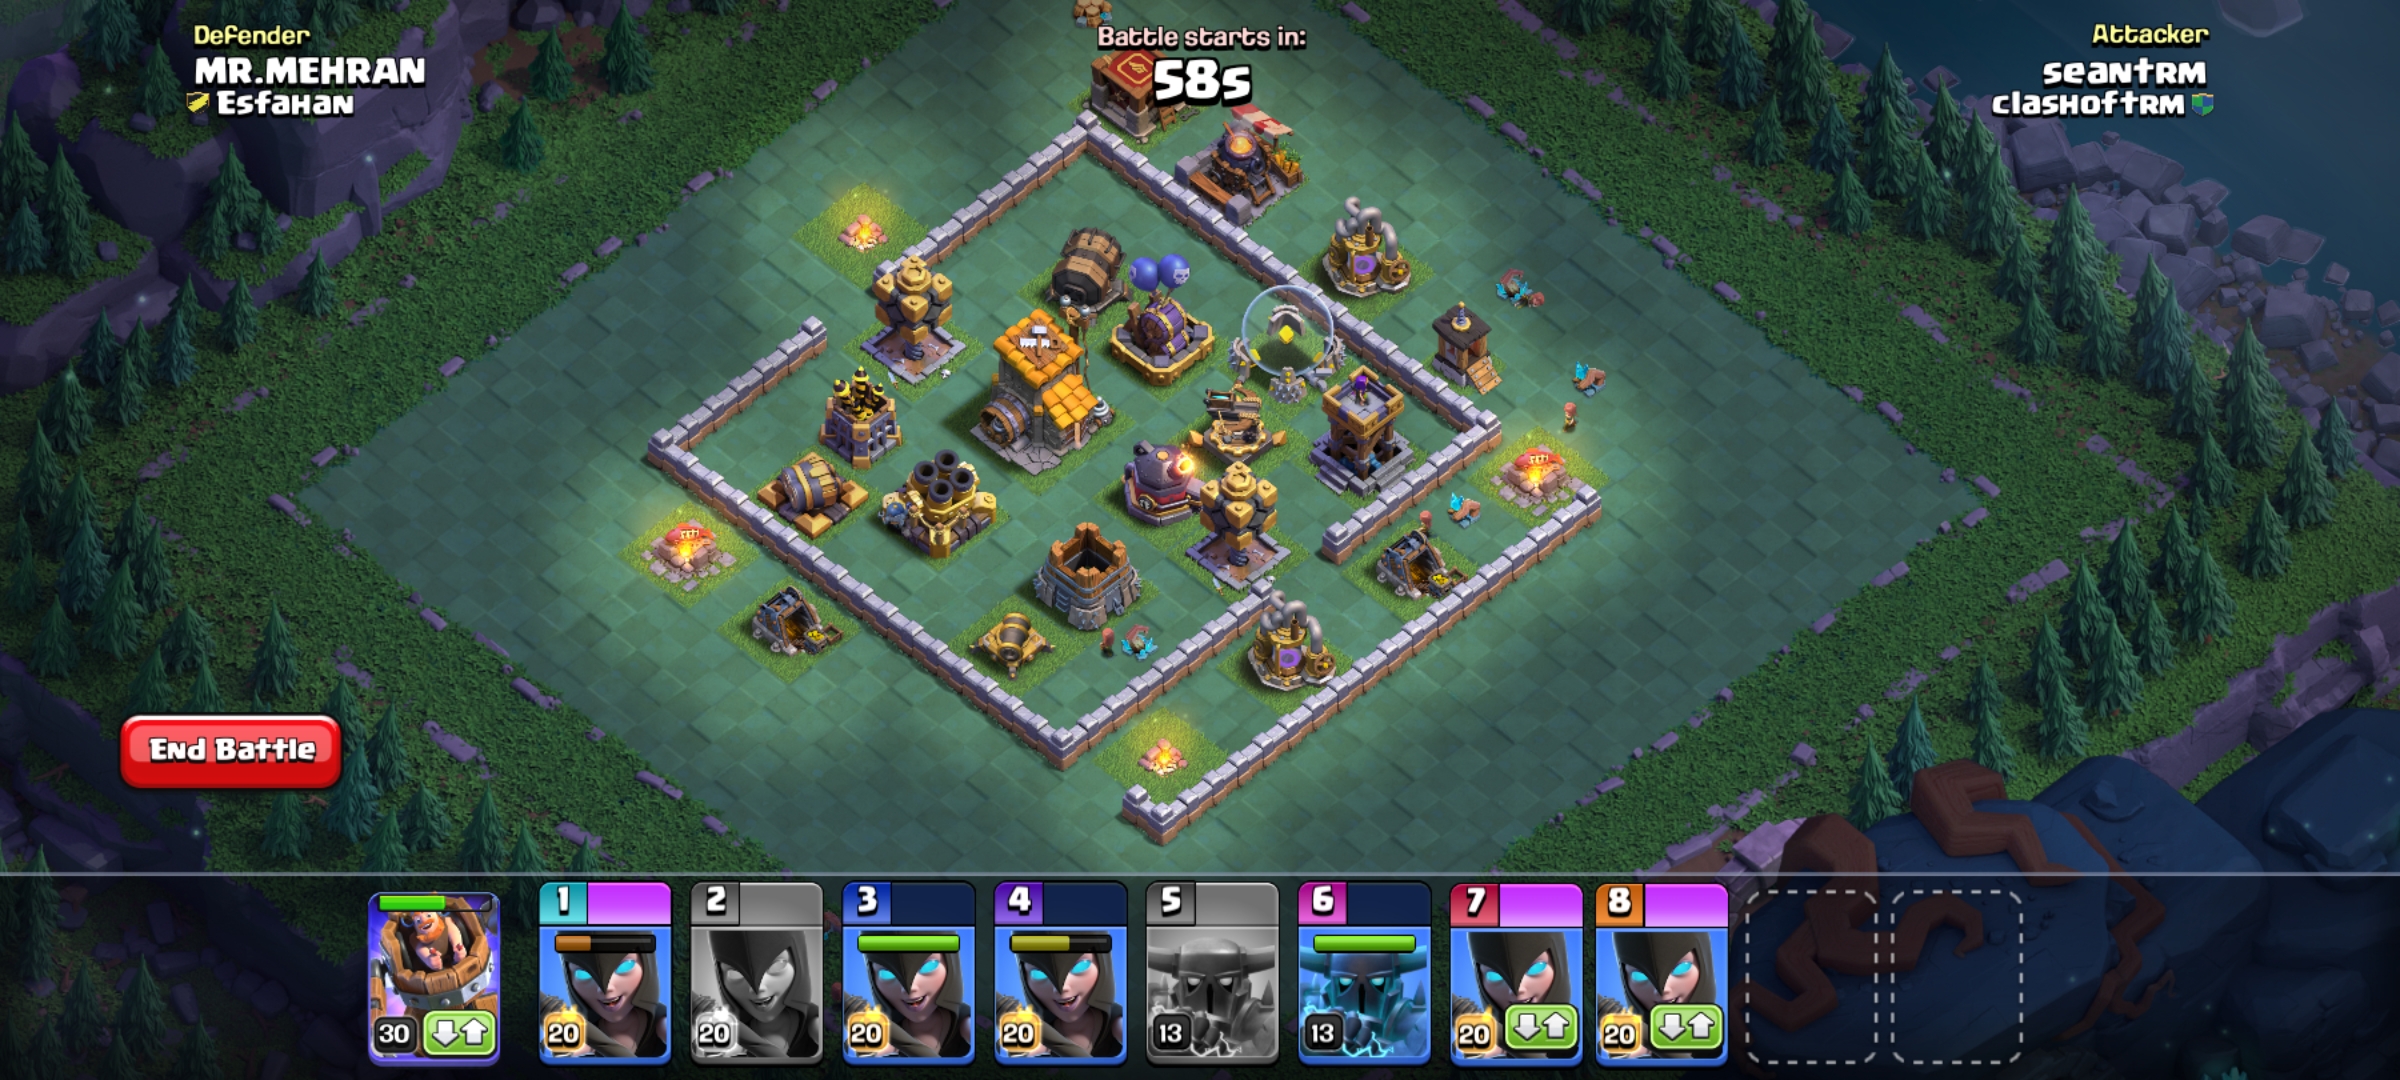 Defender
MR.MEHRAN
Esfahan
Battle starts in:
58s
Attacker
seantRM
clashoftRM
End Battle
30
1
20
2
20
3
20
4
20
5
13
6
13
7
20
8
20